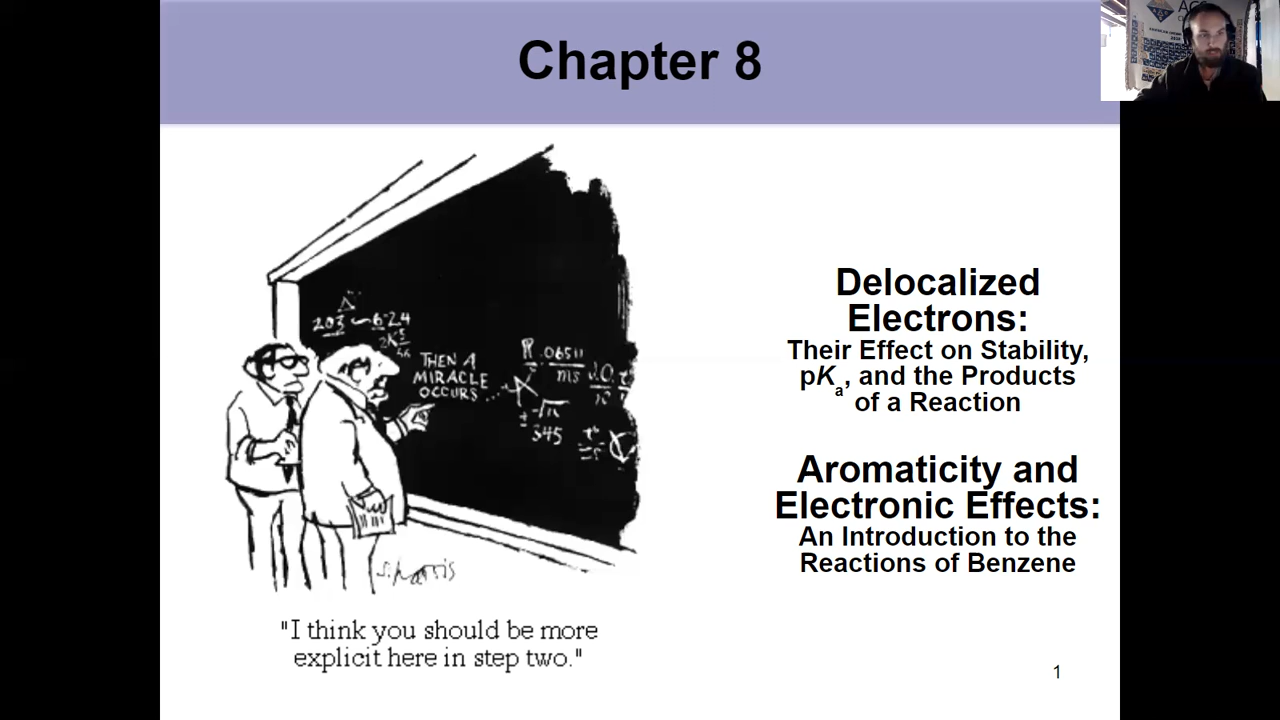 Chapter 8
Delocalized
Electrons:
Their Effect on Stability,
pKa, and the Products
of a Reaction
Aromaticity and
Electronic Effects:
An Introduction to the
Reactions of Benzene
THEN A
MIRACLE
OCCURS...
"I think you should be more
explicit here in step two."
1